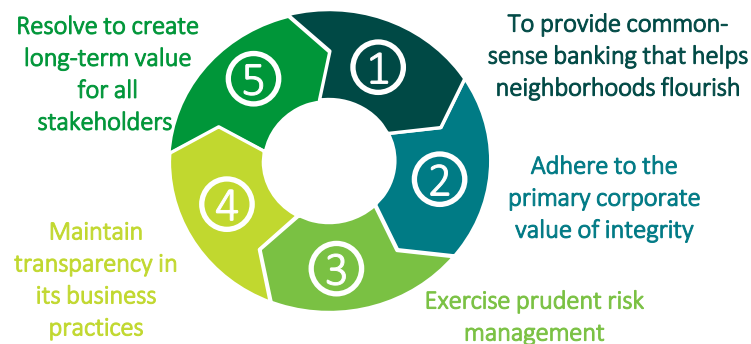 1
To provide common-
sense banking that helps
neighborhoods flourish
2
Adhere to the
primary corporate
value of integrity
3
Exercise prudent risk
management
4
Maintain
transparency in
its business
practices
5
Resolve to create
long-term value
for all
stakeholders